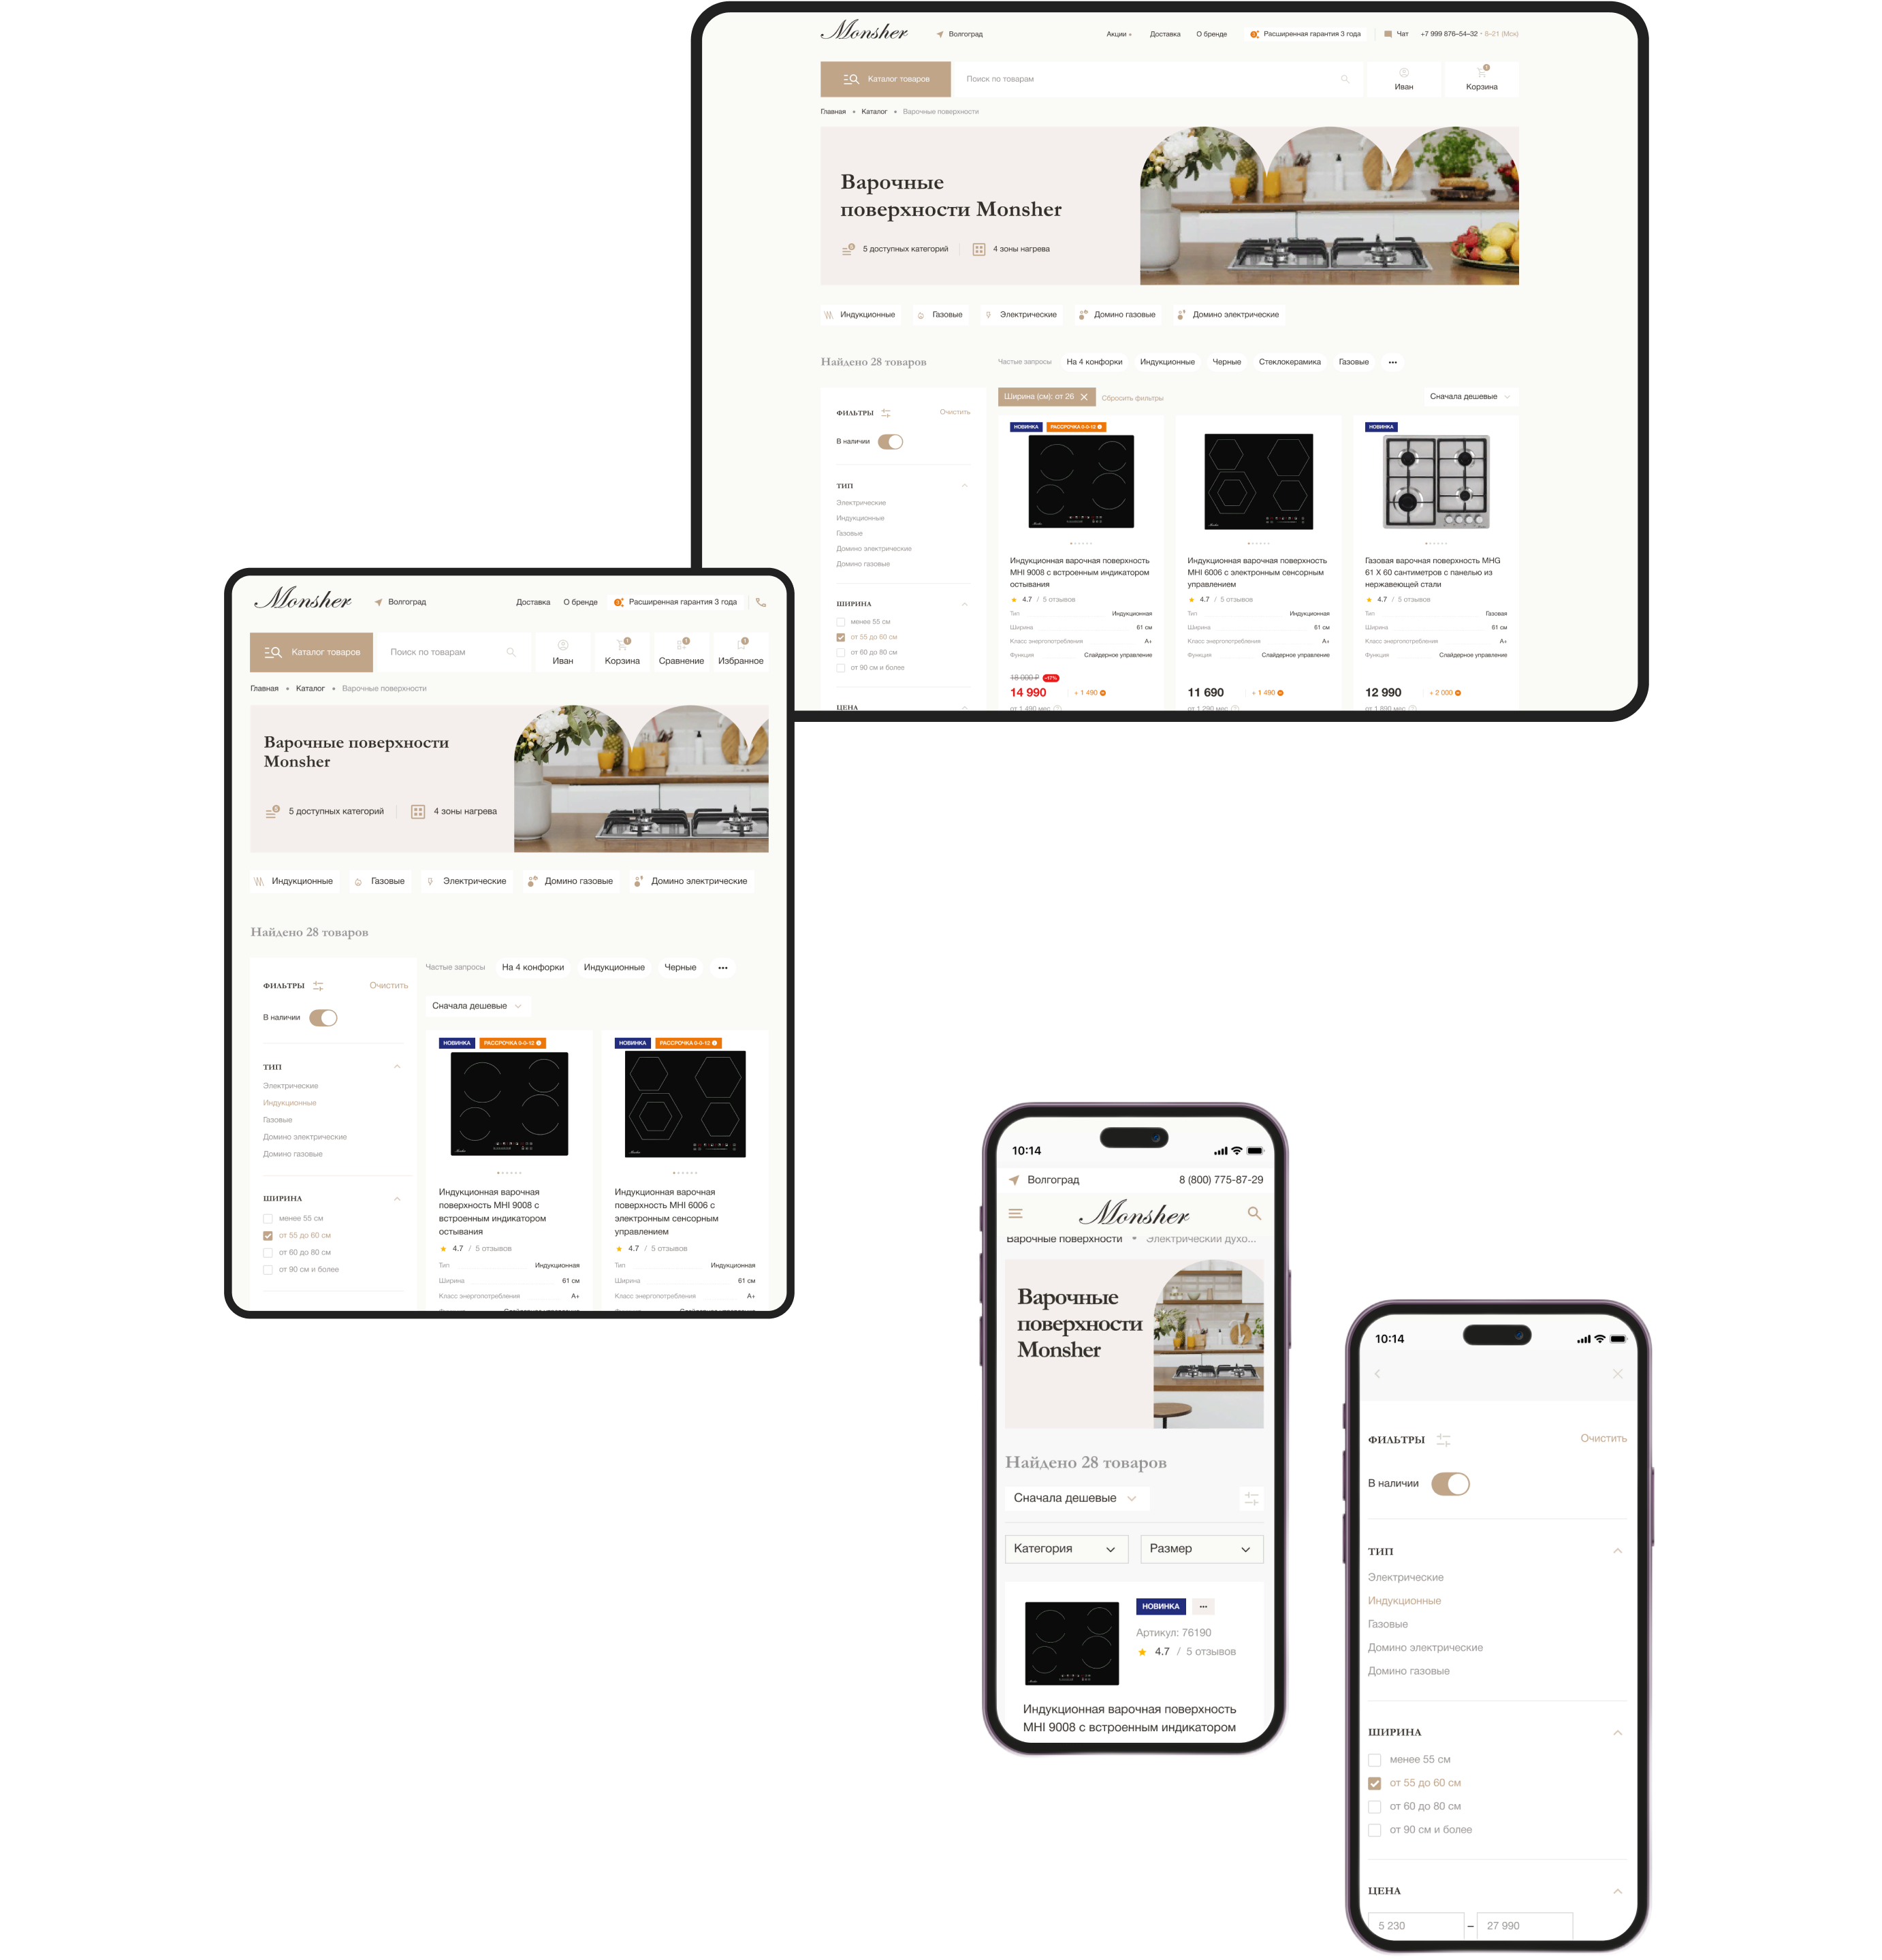 Monsher
Волгоград
Акции
Доставка
О бренде
Расширенная гарантия 3 года
Чат
+7 999 876–54–32 • 8–21 (Мск)
Каталог товаров
Поиск по товарам
Иван
1
Корзина
Главная • Каталог • Варочные поверхности
Варочные
поверхности Monsher
5
5 доступных категорий
4 зоны нагрева
Индукционные
Газовые
Электрические
Домино газовые
Домино электрические
Найдено 28 товаров
Частые запросы
На 4 конфорки
Индукционные
Черные
Стеклокерамика
Газовые
•••
ФИЛЬТРЫ
Очистить
В наличии
ТИП
Электрические
Индукционные
Газовые
Домино электрические
Домино газовые
ШИРИНА
менее 55 см
от 55 до 60 см
от 60 до 80 см
от 90 см и более
ЦЕНА
Ширина (см): от 26
Сбросить фильтры
Сначала дешевые
НОВИНКА
РАССРОЧКА 0-0-12
Индукционная варочная поверхность
MHI 9008 с встроенным индикатором
остывания
4.7 / 5 отзывов
Тип Индукционная
Ширина 61 см
Класс энергопотребления A+
Функция Слайдерное управление
18 000 ₽ -17%
14 990
+ 1 490
от 1 490 мес
Индукционная варочная поверхность
MHI 6006 с электронным сенсорным
управлением
4.7 / 5 отзывов
Тип Индукционная
Ширина 61 см
Класс энергопотребления A+
Функция Слайдерное управление
11 690
+ 1 490
от 1 290 мес
НОВИНКА
Газовая варочная поверхность MHG
61 X 60 сантиметров с панелью из
нержавеющей стали
4.7 / 5 отзывов
Тип Газовая
Ширина 61 см
Класс энергопотребления A+
Функция Слайдерное управление
12 990
+ 2 000
от 1 890 мес
Monsher
Волгоград
Доставка
О бренде
Расширенная гарантия 3 года
Каталог товаров
Поиск по товарам
Иван
1
Корзина
1
Сравнение
1
Избранное
Главная • Каталог • Варочные поверхности
Варочные поверхности
Monsher
5
5 доступных категорий
4 зоны нагрева
Индукционные
Газовые
Электрические
Домино газовые
Домино электрические
Найдено 28 товаров
ФИЛЬТРЫ
Очистить
В наличии
ТИП
Электрические
Индукционные
Газовые
Домино электрические
Домино газовые
ШИРИНА
менее 55 см
от 55 до 60 см
от 60 до 80 см
от 90 см и более
Частые запросы
На 4 конфорки
Индукционные
Черные
•••
Сначала дешевые
НОВИНКА
РАССРОЧКА 0-0-12
Индукционная варочная
поверхность MHI 9008 с
встроенным индикатором
остывания
4.7 / 5 отзывов
Тип Индукционная
Ширина 61 см
Класс энергопотребления A+
НОВИНКА
РАССРОЧКА 0-0-12
Индукционная варочная
поверхность MHI 6006 с
электронным сенсорным
управлением
4.7 / 5 отзывов
Тип Индукционная
Ширина 61 см
Класс энергопотребления A+
10:14
Волгоград
8 (800) 775-87-29
Monsher
Варочные поверхности • Электрический духо...
Варочные
поверхности
Monsher
Найдено 28 товаров
Сначала дешевые
Категория
Размер
НОВИНКА
•••
Артикул: 76190
4.7 / 5 отзывов
Индукционная варочная поверхность
MHI 9008 с встроенным индикатором
10:14
ФИЛЬТРЫ
Очистить
В наличии
ТИП
Электрические
Индукционные
Газовые
Домино электрические
Домино газовые
ШИРИНА
менее 55 см
от 55 до 60 см
от 60 до 80 см
от 90 см и более
ЦЕНА
5 230 – 27 990